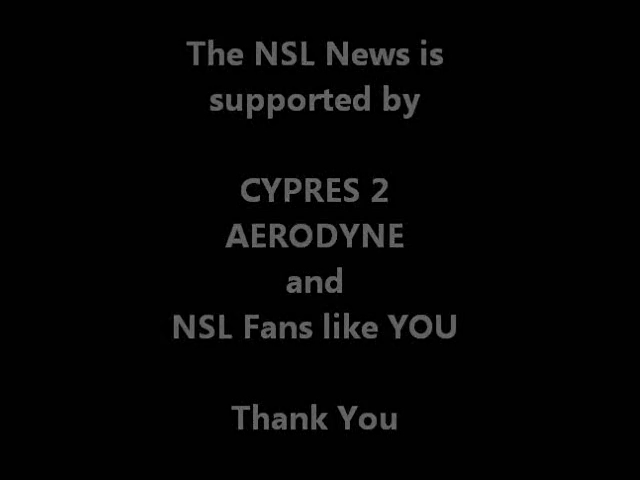 The NSL News is
supported by
CYPRES 2
AERODYNE
and
NSL Fans like YOU
Thank You